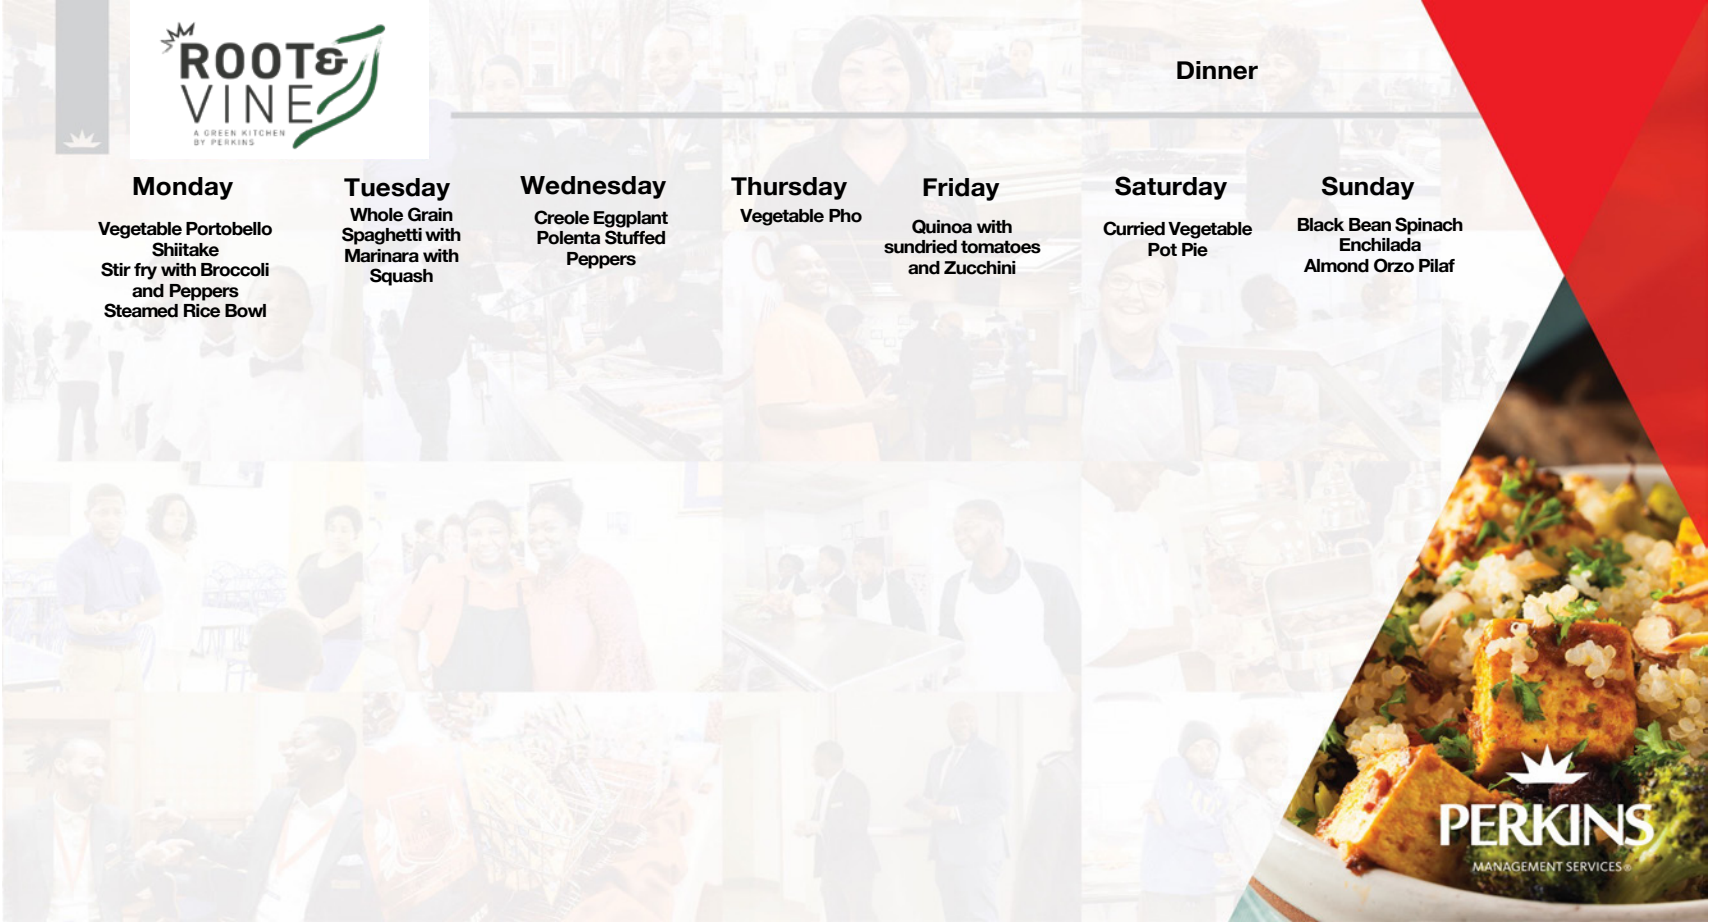 ROOT&
VINE
A GREEN KITCHEN
BY PERKINS
Dinner
Monday
Vegetable Portobello
Shiitake
Stir fry with Broccoli
and Peppers
Steamed Rice Bowl
Tuesday
Whole Grain
Spaghetti with
Marinara with
Squash
Wednesday
Creole Eggplant
Polenta Stuffed
Peppers
Thursday
Vegetable Pho
Friday
Quinoa with
sundried tomatoes
and Zucchini
Saturday
Curried Vegetable
Pot Pie
Sunday
Black Bean Spinach
Enchilada
Almond Orzo Pilaf
PERKINS
MANAGEMENT SERVICES®